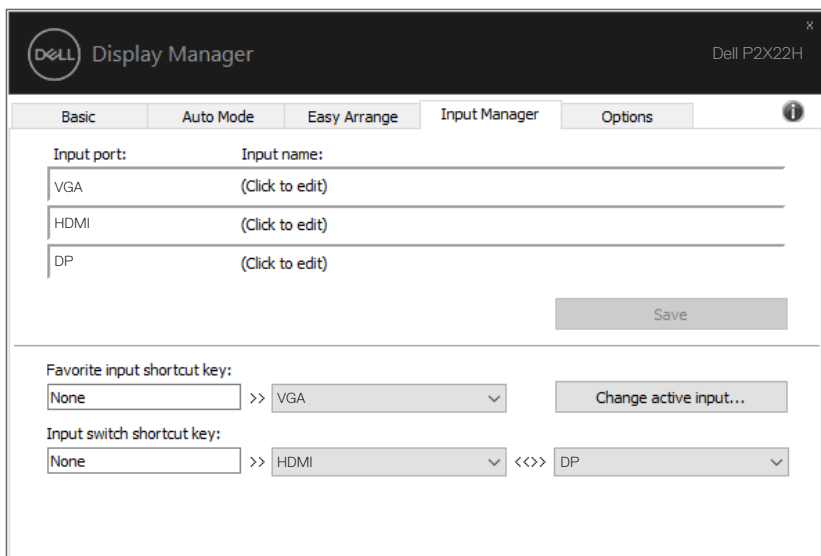 DELL Display Manager
x
Dell P2X22H
Basic Auto Mode Easy Arrange Input Manager Options i
Input port: Input name:
VGA (Click to edit)
HDMI (Click to edit)
DP (Click to edit)
Save
Favorite input shortcut key:
None >> VGA Change active input...
Input switch shortcut key:
None >> HDMI <<>> DP